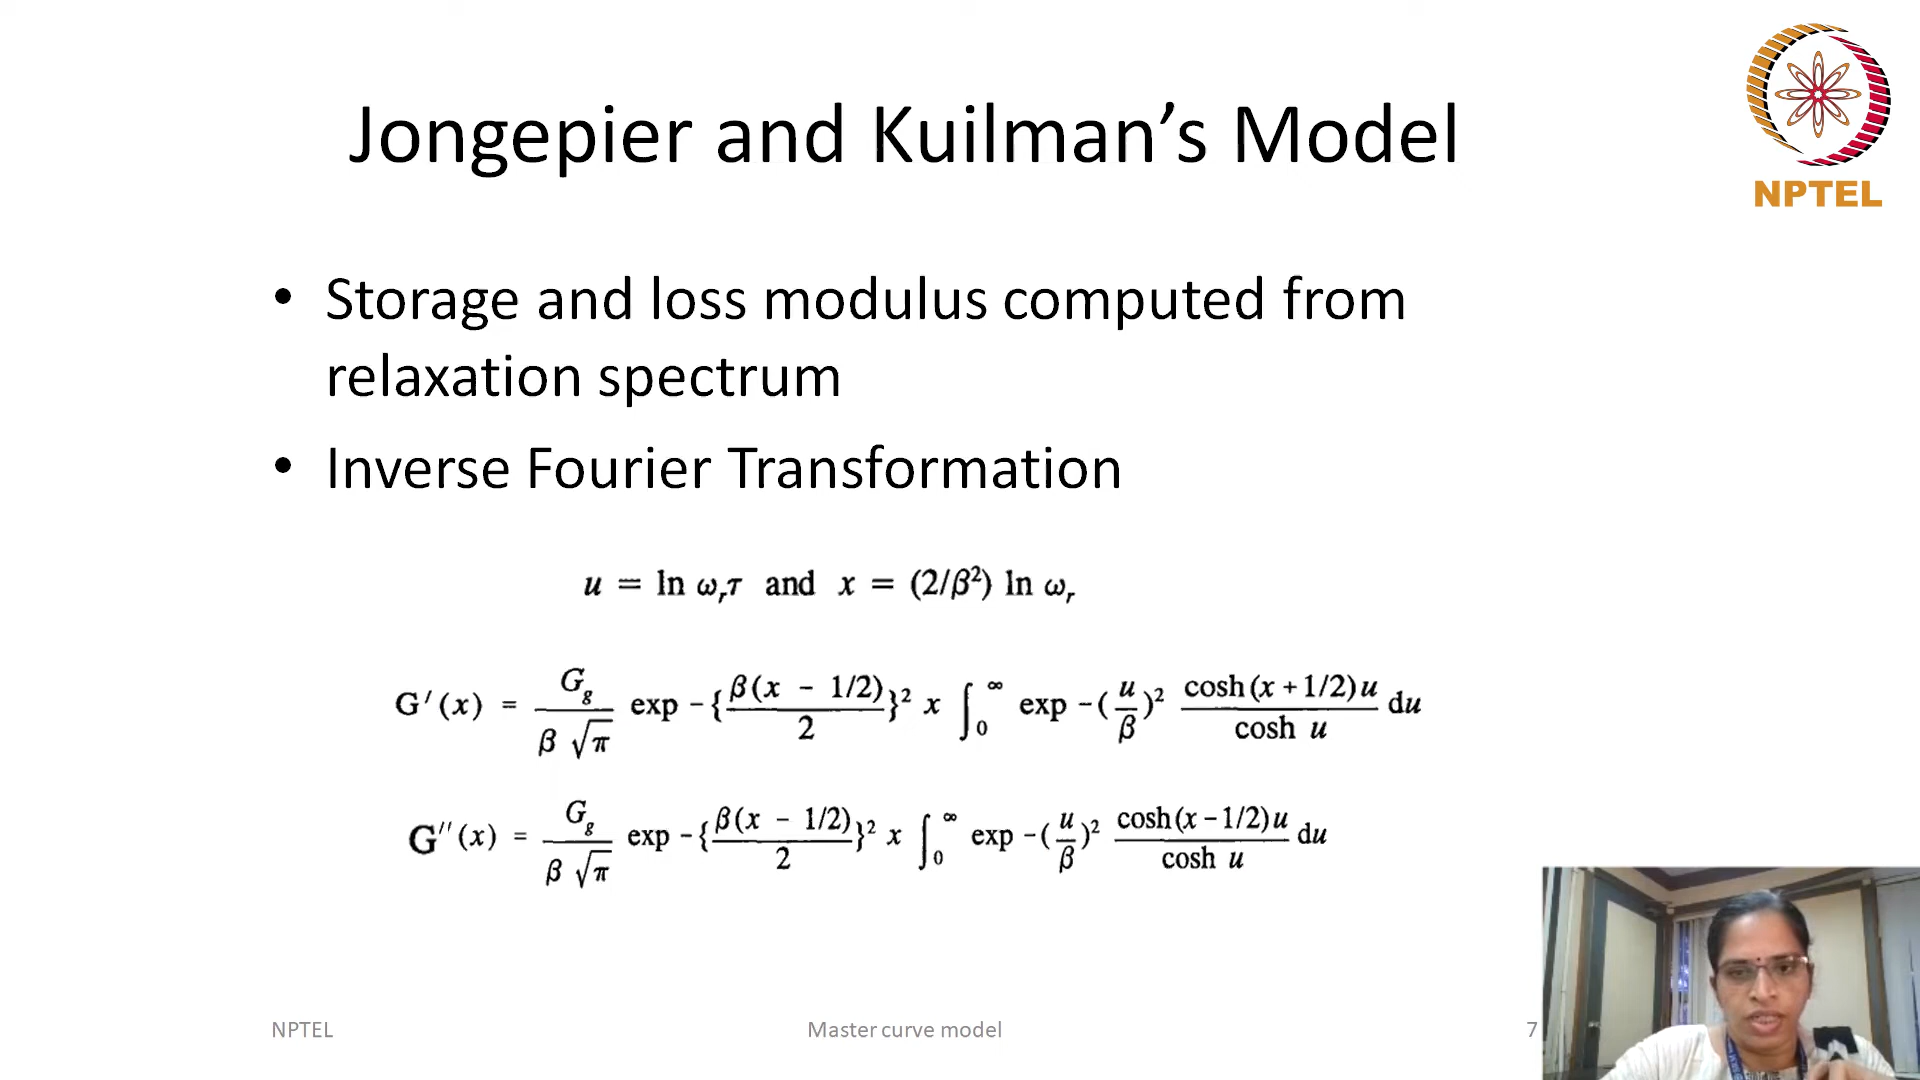 Jongepier and Kuilman's Model
NPTEL
• Storage and loss modulus computed from
relaxation spectrum
• Inverse Fourier Transformation
u = ln ω_r τ and x = (2/β²) ln ω_r
G′(x) = G_g / (β √π) exp −{β(x − 1/2) / 2}² x ∫_0^∞ exp −(u/β)² cosh(x + 1/2)u / cosh u du
G″(x) = G_g / (β √π) exp −{β(x − 1/2) / 2}² x ∫_0^∞ exp −(u/β)² cosh(x − 1/2)u / cosh u du
NPTEL
Master curve model
7